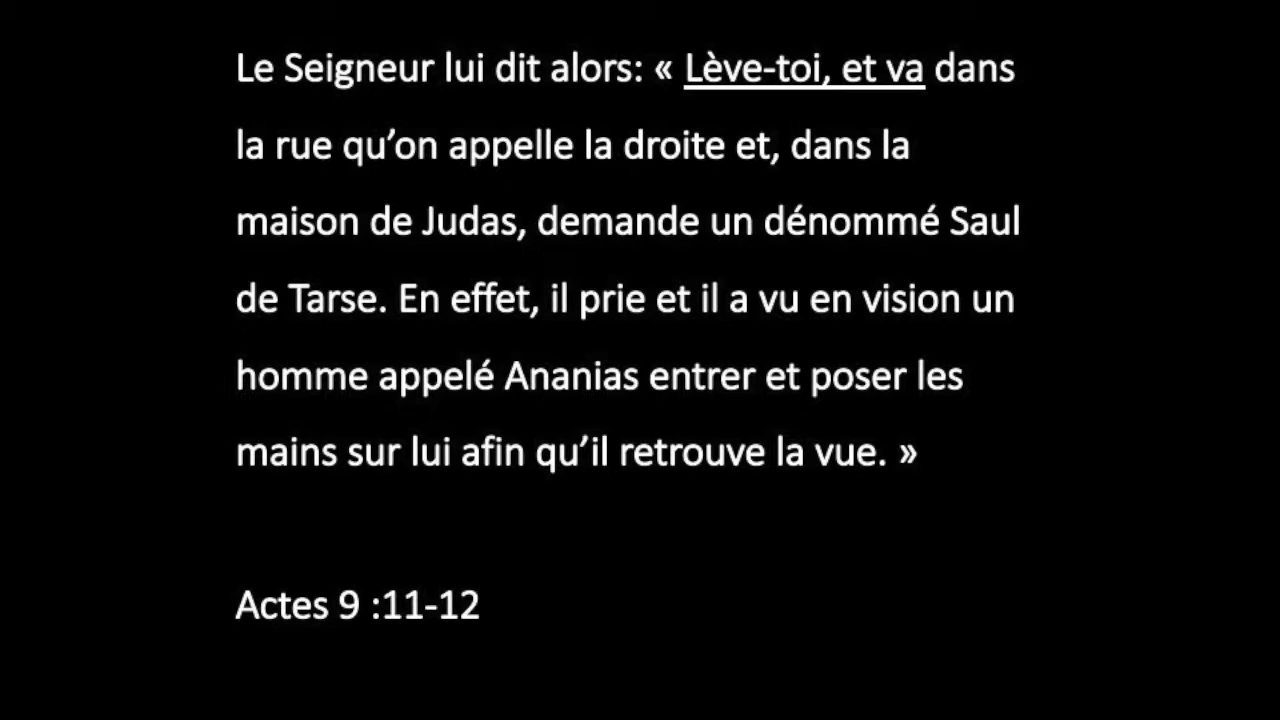 Le Seigneur lui dit alors: « Lève-toi, et va dans
la rue qu’on appelle la droite et, dans la
maison de Judas, demande un dénommé Saul
de Tarse. En effet, il prie et il a vu en vision un
homme appelé Ananias entrer et poser les
mains sur lui afin qu’il retrouve la vue. »
Actes 9 :11-12